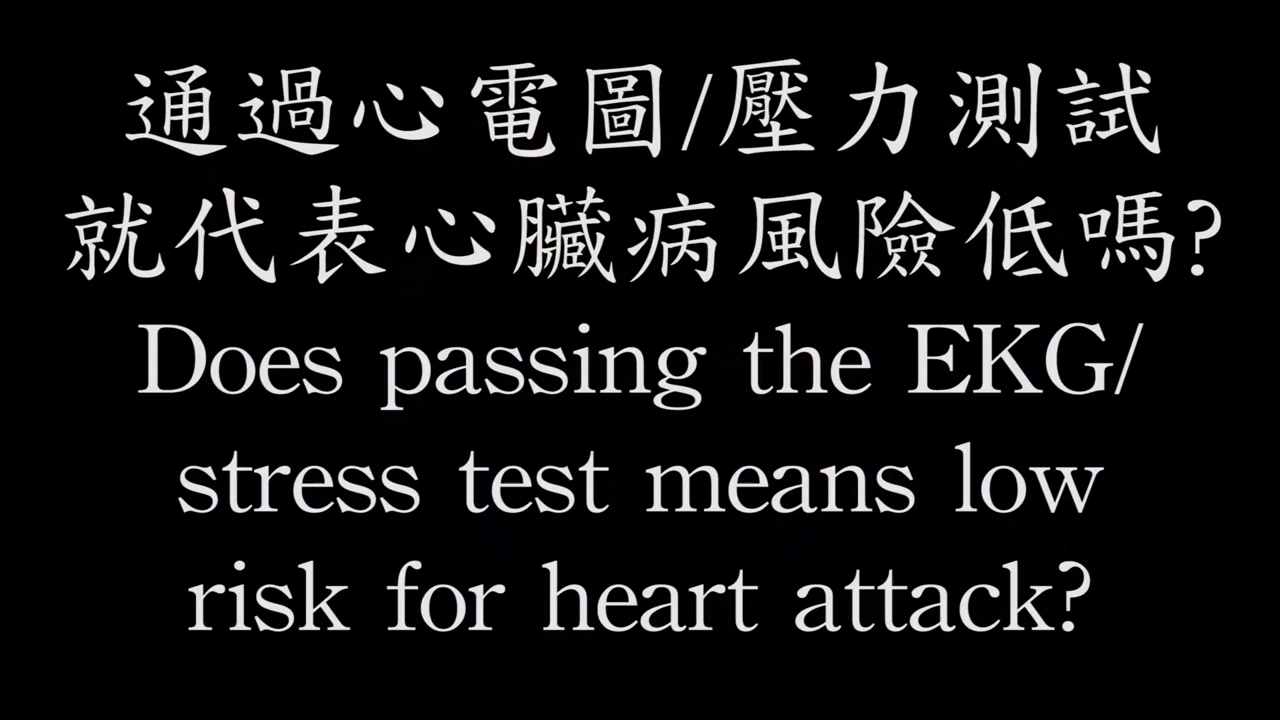 通過心電圖/壓力測試
就代表心臟病風險低嗎?
Does passing the EKG/
stress test means low
risk for heart attack?